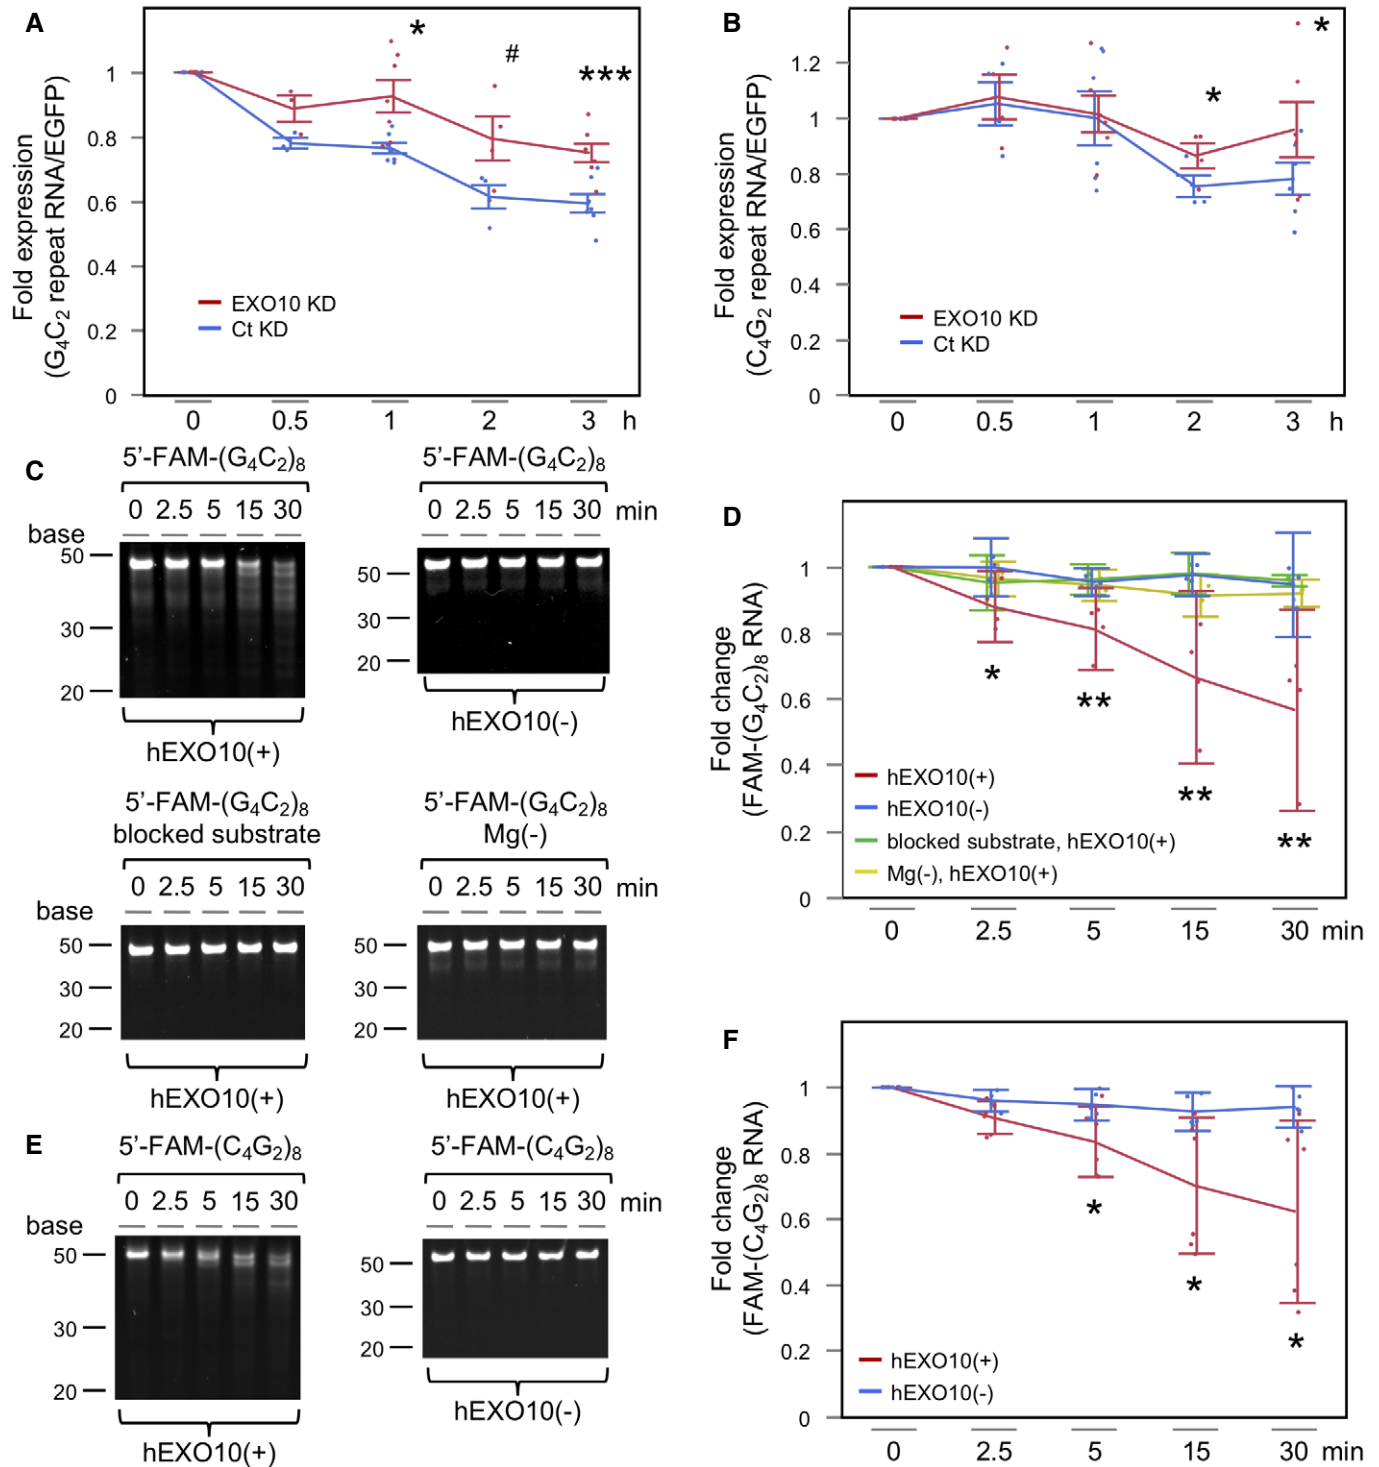 A
Fold expression
(G₄C₂ repeat RNA/EGFP)
1
0.8
0.6
0.4
0.2
0
* # ***
EXO10 KD
Ct KD
0 0.5 1 2 3 h
B
Fold expression
(C₄G₂ repeat RNA/EGFP)
1.2
1
0.8
0.6
0.4
0.2
0
* *
EXO10 KD
Ct KD
0 0.5 1 2 3 h
C
5’-FAM-(G₄C₂)₈
0 2.5 5 15 30
base
50
30
20
hEXO10(+)
5’-FAM-(G₄C₂)₈
0 2.5 5 15 30 min
50
30
20
hEXO10(-)
5’-FAM-(G₄C₂)₈
blocked substrate
0 2.5 5 15 30
base
50
30
20
hEXO10(+)
5’-FAM-(G₄C₂)₈
Mg(-)
0 2.5 5 15 30 min
50
30
20
hEXO10(+)
D
Fold change
(FAM-(G₄C₂)₈ RNA)
1
0.8
0.6
0.4
0.2
0
* ** ** **
hEXO10(+)
hEXO10(-)
blocked substrate, hEXO10(+)
Mg(-), hEXO10(+)
0 2.5 5 15 30 min
E
5’-FAM-(C₄G₂)₈
0 2.5 5 15 30
base
50
30
20
hEXO10(+)
5’-FAM-(C₄G₂)₈
0 2.5 5 15 30 min
50
30
20
hEXO10(-)
F
Fold change
(FAM-(C₄G₂)₈ RNA)
1
0.8
0.6
0.4
0.2
0
* * *
hEXO10(+)
hEXO10(-)
0 2.5 5 15 30 min